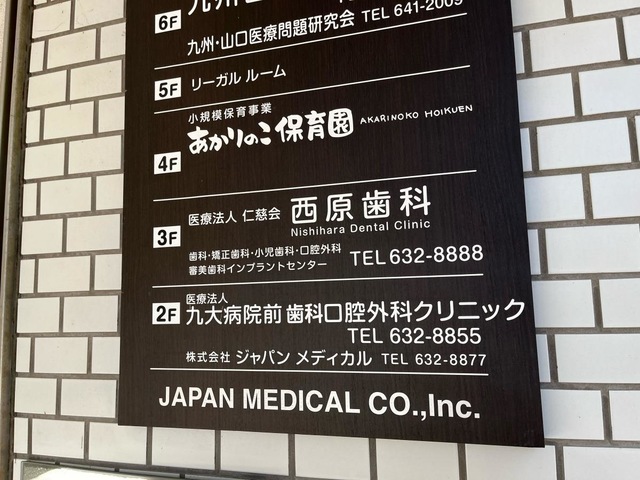 6F
九州・山口医療問題研究会 TEL 641-2009
5F リーガル ルーム
小規模保育事業
4F あかりのこ保育園 AKARINOKO HOIKUEN
3F 医療法人 仁慈会 西原歯科
Nishihara Dental Clinic
歯科・矯正歯科・小児歯科・口腔外科
審美歯科インプラントセンター TEL 632-8888
医療法人
2F 九大病院前歯科口腔外科クリニック
TEL 632-8855
株式会社 ジャパン メディカル TEL 632-8877
JAPAN MEDICAL CO.,Inc.